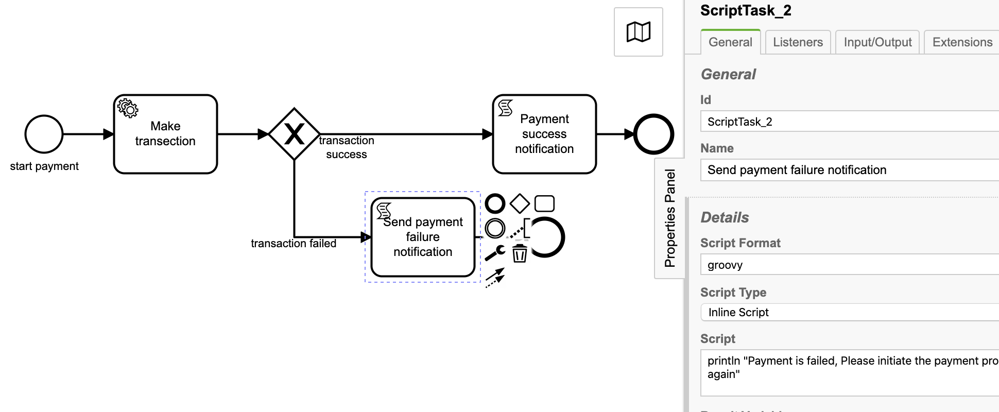 start payment
Make
transection
transaction
success
Payment
success
notification
transaction failed
Send payment
failure
notification
Properties Panel
ScriptTask_2
General
Listeners
Input/Output
Extensions
General
Id
ScriptTask_2
Name
Send payment failure notification
Details
Script Format
groovy
Script Type
Inline Script
Script
println "Payment is failed, Please initiate the payment pro
again"